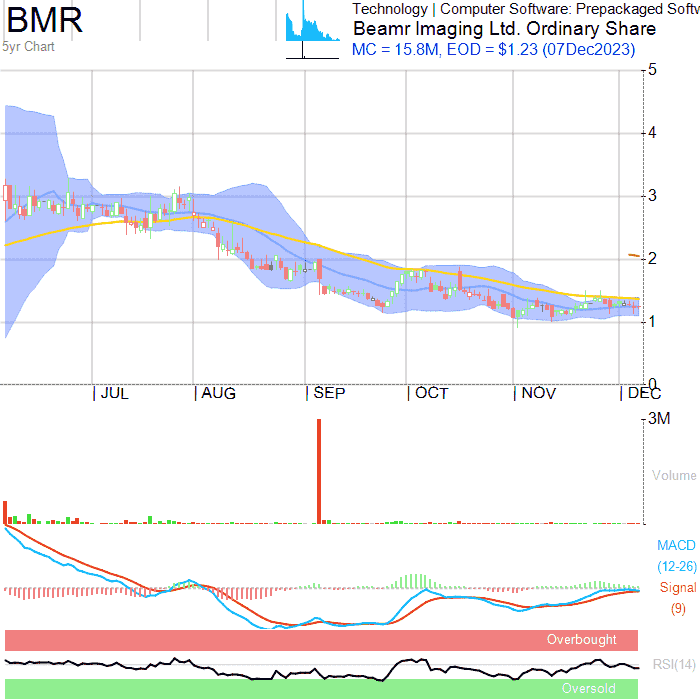 BMR
5yr Chart
Technology | Computer Software: Prepackaged Softw
Beamr Imaging Ltd. Ordinary Share
MC = 15.8M, EOD = $1.23 (07Dec2023)
5
4
3
2
1
0
JUL AUG SEP OCT NOV DEC
3M
Volume
MACD
(12-26)
Signal
(9)
Overbought
RSI(14)
Oversold